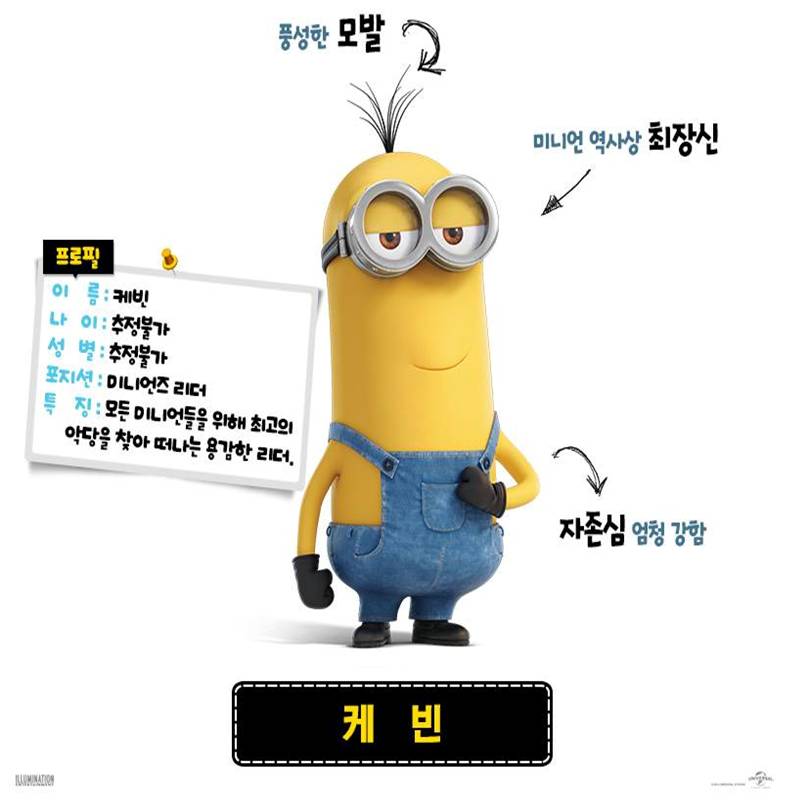 풍성한 모발
미니언 역사상 최장신
프로필
이 름 : 케빈
나 이 : 추정불가
성 별 : 추정불가
포지션 : 미니언즈 리더
특 징 : 모든 미니언들을 위해 최고의
악당을 찾아 떠나는 용감한 리더.
자존심 엄청 강함
케 빈
ILLUMINATION
UNIVERSAL